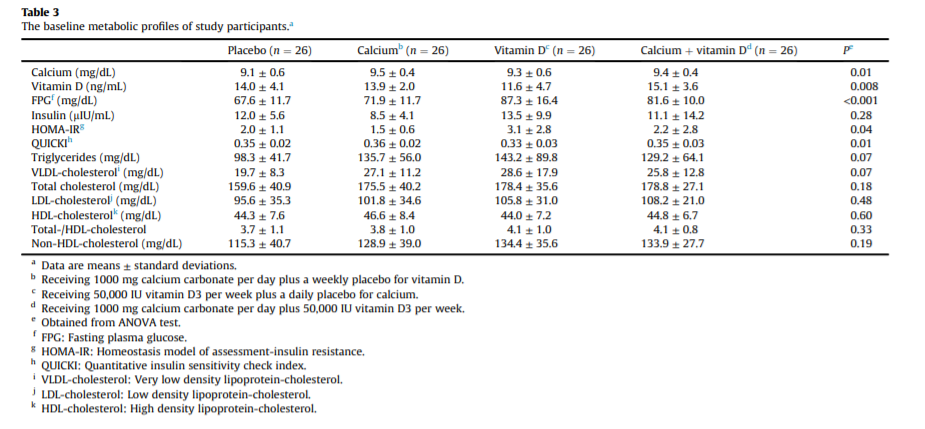 Table 3
The baseline metabolic profiles of study participants.a
Placebo (n = 26) Calciumb (n = 26) Vitamin Dc (n = 26) Calcium + vitamin Dd (n = 26) Pe
Calcium (mg/dL) 9.1 ± 0.6 9.5 ± 0.4 9.3 ± 0.6 9.4 ± 0.4 0.01
Vitamin D (ng/mL) 14.0 ± 4.1 13.9 ± 2.0 11.6 ± 4.7 15.1 ± 3.6 0.008
FPGf (mg/dL) 67.6 ± 11.7 71.9 ± 11.7 87.3 ± 16.4 81.6 ± 10.0 <0.001
Insulin (μIU/mL) 12.0 ± 5.6 8.5 ± 4.1 13.5 ± 9.9 11.1 ± 14.2 0.28
HOMA-IRg 2.0 ± 1.1 1.5 ± 0.6 3.1 ± 2.8 2.2 ± 2.8 0.04
QUICKIh 0.35 ± 0.02 0.36 ± 0.02 0.33 ± 0.03 0.35 ± 0.03 0.01
Triglycerides (mg/dL) 98.3 ± 41.7 135.7 ± 56.0 143.2 ± 89.8 129.2 ± 64.1 0.07
VLDL-cholesteroli (mg/dL) 19.7 ± 8.3 27.1 ± 11.2 28.6 ± 17.9 25.8 ± 12.8 0.07
Total cholesterol (mg/dL) 159.6 ± 40.9 175.5 ± 40.2 178.4 ± 35.6 178.8 ± 27.1 0.18
LDL-cholesterolj (mg/dL) 95.6 ± 35.3 101.8 ± 34.6 105.8 ± 31.0 108.2 ± 21.0 0.48
HDL-cholesterolk (mg/dL) 44.3 ± 7.6 46.6 ± 8.4 44.0 ± 7.2 44.8 ± 6.7 0.60
Total-/HDL-cholesterol 3.7 ± 1.1 3.8 ± 1.0 4.1 ± 1.0 4.1 ± 0.8 0.33
Non-HDL-cholesterol (mg/dL) 115.3 ± 40.7 128.9 ± 39.0 134.4 ± 35.6 133.9 ± 27.7 0.19
a Data are means ± standard deviations.
b Receiving 1000 mg calcium carbonate per day plus a weekly placebo for vitamin D.
c Receiving 50,000 IU vitamin D3 per week plus a daily placebo for calcium.
d Receiving 1000 mg calcium carbonate per day plus 50,000 IU vitamin D3 per week.
e Obtained from ANOVA test.
f FPG: Fasting plasma glucose.
g HOMA-IR: Homeostasis model of assessment-insulin resistance.
h QUICKI: Quantitative insulin sensitivity check index.
i VLDL-cholesterol: Very low density lipoprotein-cholesterol.
j LDL-cholesterol: Low density lipoprotein-cholesterol.
k HDL-cholesterol: High density lipoprotein-cholesterol.